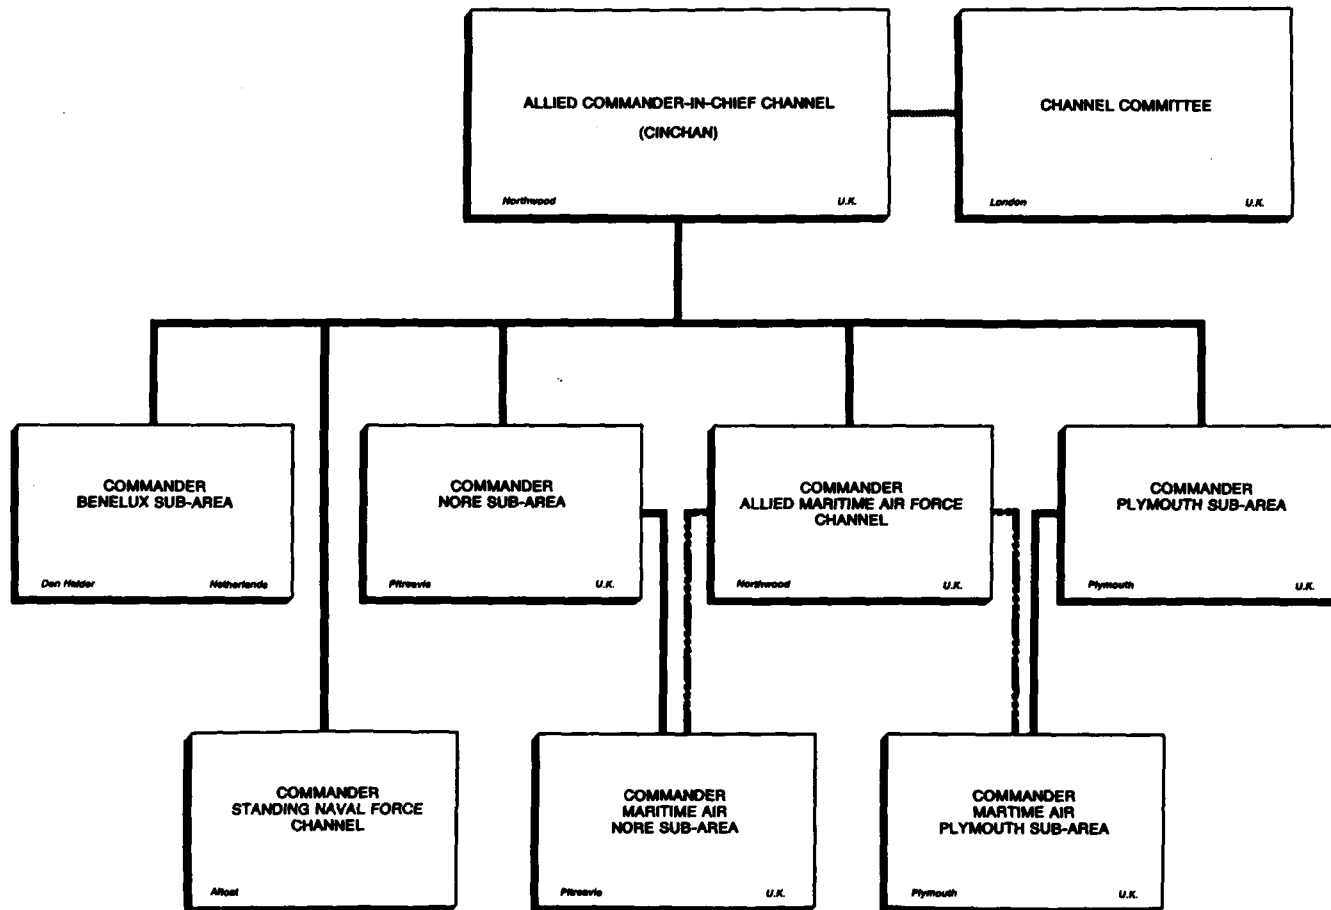 ALLIED COMMANDER-IN-CHIEF CHANNEL
(CINCHAN)
Northwood U.K.
CHANNEL COMMITTEE
London U.K.
COMMANDER
BENELUX SUB-AREA
Den Helder Netherlands
COMMANDER
NORE SUB-AREA
Pitreavie U.K.
COMMANDER
ALLIED MARITIME AIR FORCE
CHANNEL
Northwood U.K.
COMMANDER
PLYMOUTH SUB-AREA
Plymouth U.K.
COMMANDER
STANDING NAVAL FORCE
CHANNEL
Afloat
COMMANDER
MARITIME AIR
NORE SUB-AREA
Pitreavie U.K.
COMMANDER
MARTIME AIR
PLYMOUTH SUB-AREA
Plymouth U.K.